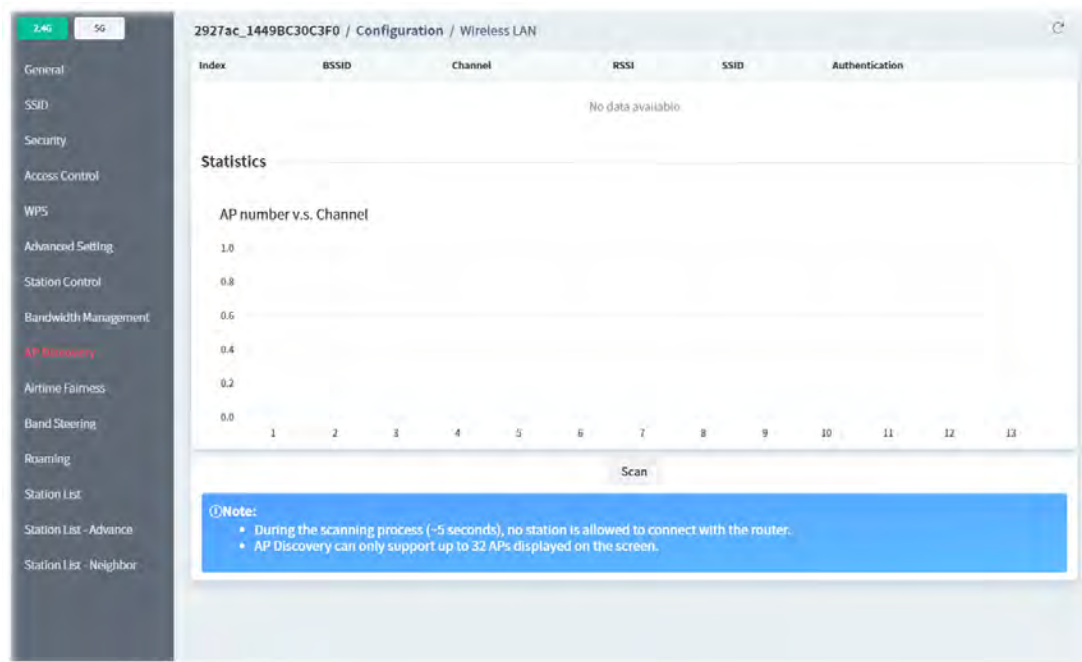 2.4G 5G
General
SSID
Security
Access Control
WPS
Advanced Setting
Station Control
Bandwidth Management
AP Discovery
Airtime Fairness
Band Steering
Roaming
Station List
Station List - Advance
Station List - Neighbor
2927ac_1449BC30C3F0 / Configuration / Wireless LAN
Index BSSID Channel RSSI SSID Authentication
No data available
Statistics
AP number v.s. Channel
1.0
0.8
0.6
0.4
0.2
0.0
1 2 3 4 5 6 7 8 9 10 11 12 13
Scan
Note:
• During the scanning process (~5 seconds), no station is allowed to connect with the router.
• AP Discovery can only support up to 32 APs displayed on the screen.